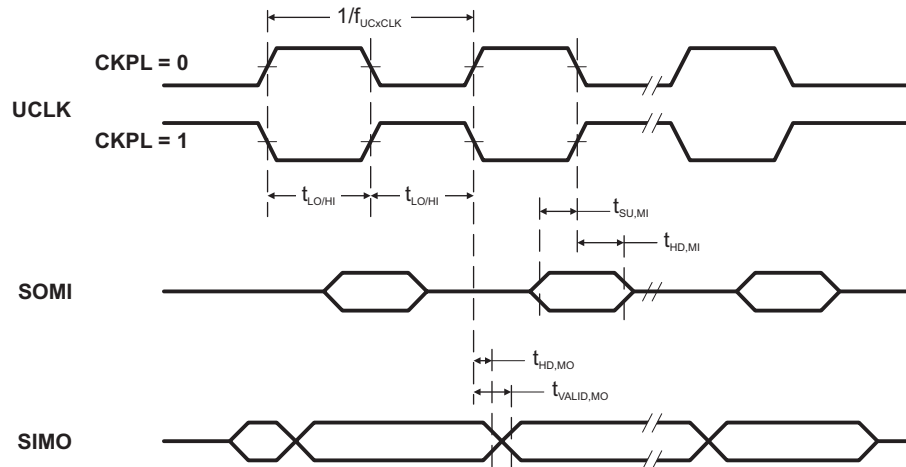 1/fUCxCLK
CKPL = 0
UCLK
CKPL = 1
tLO/HI tLO/HI
tSU,MI
tHD,MI
SOMI
tHD,MO
tVALID,MO
SIMO